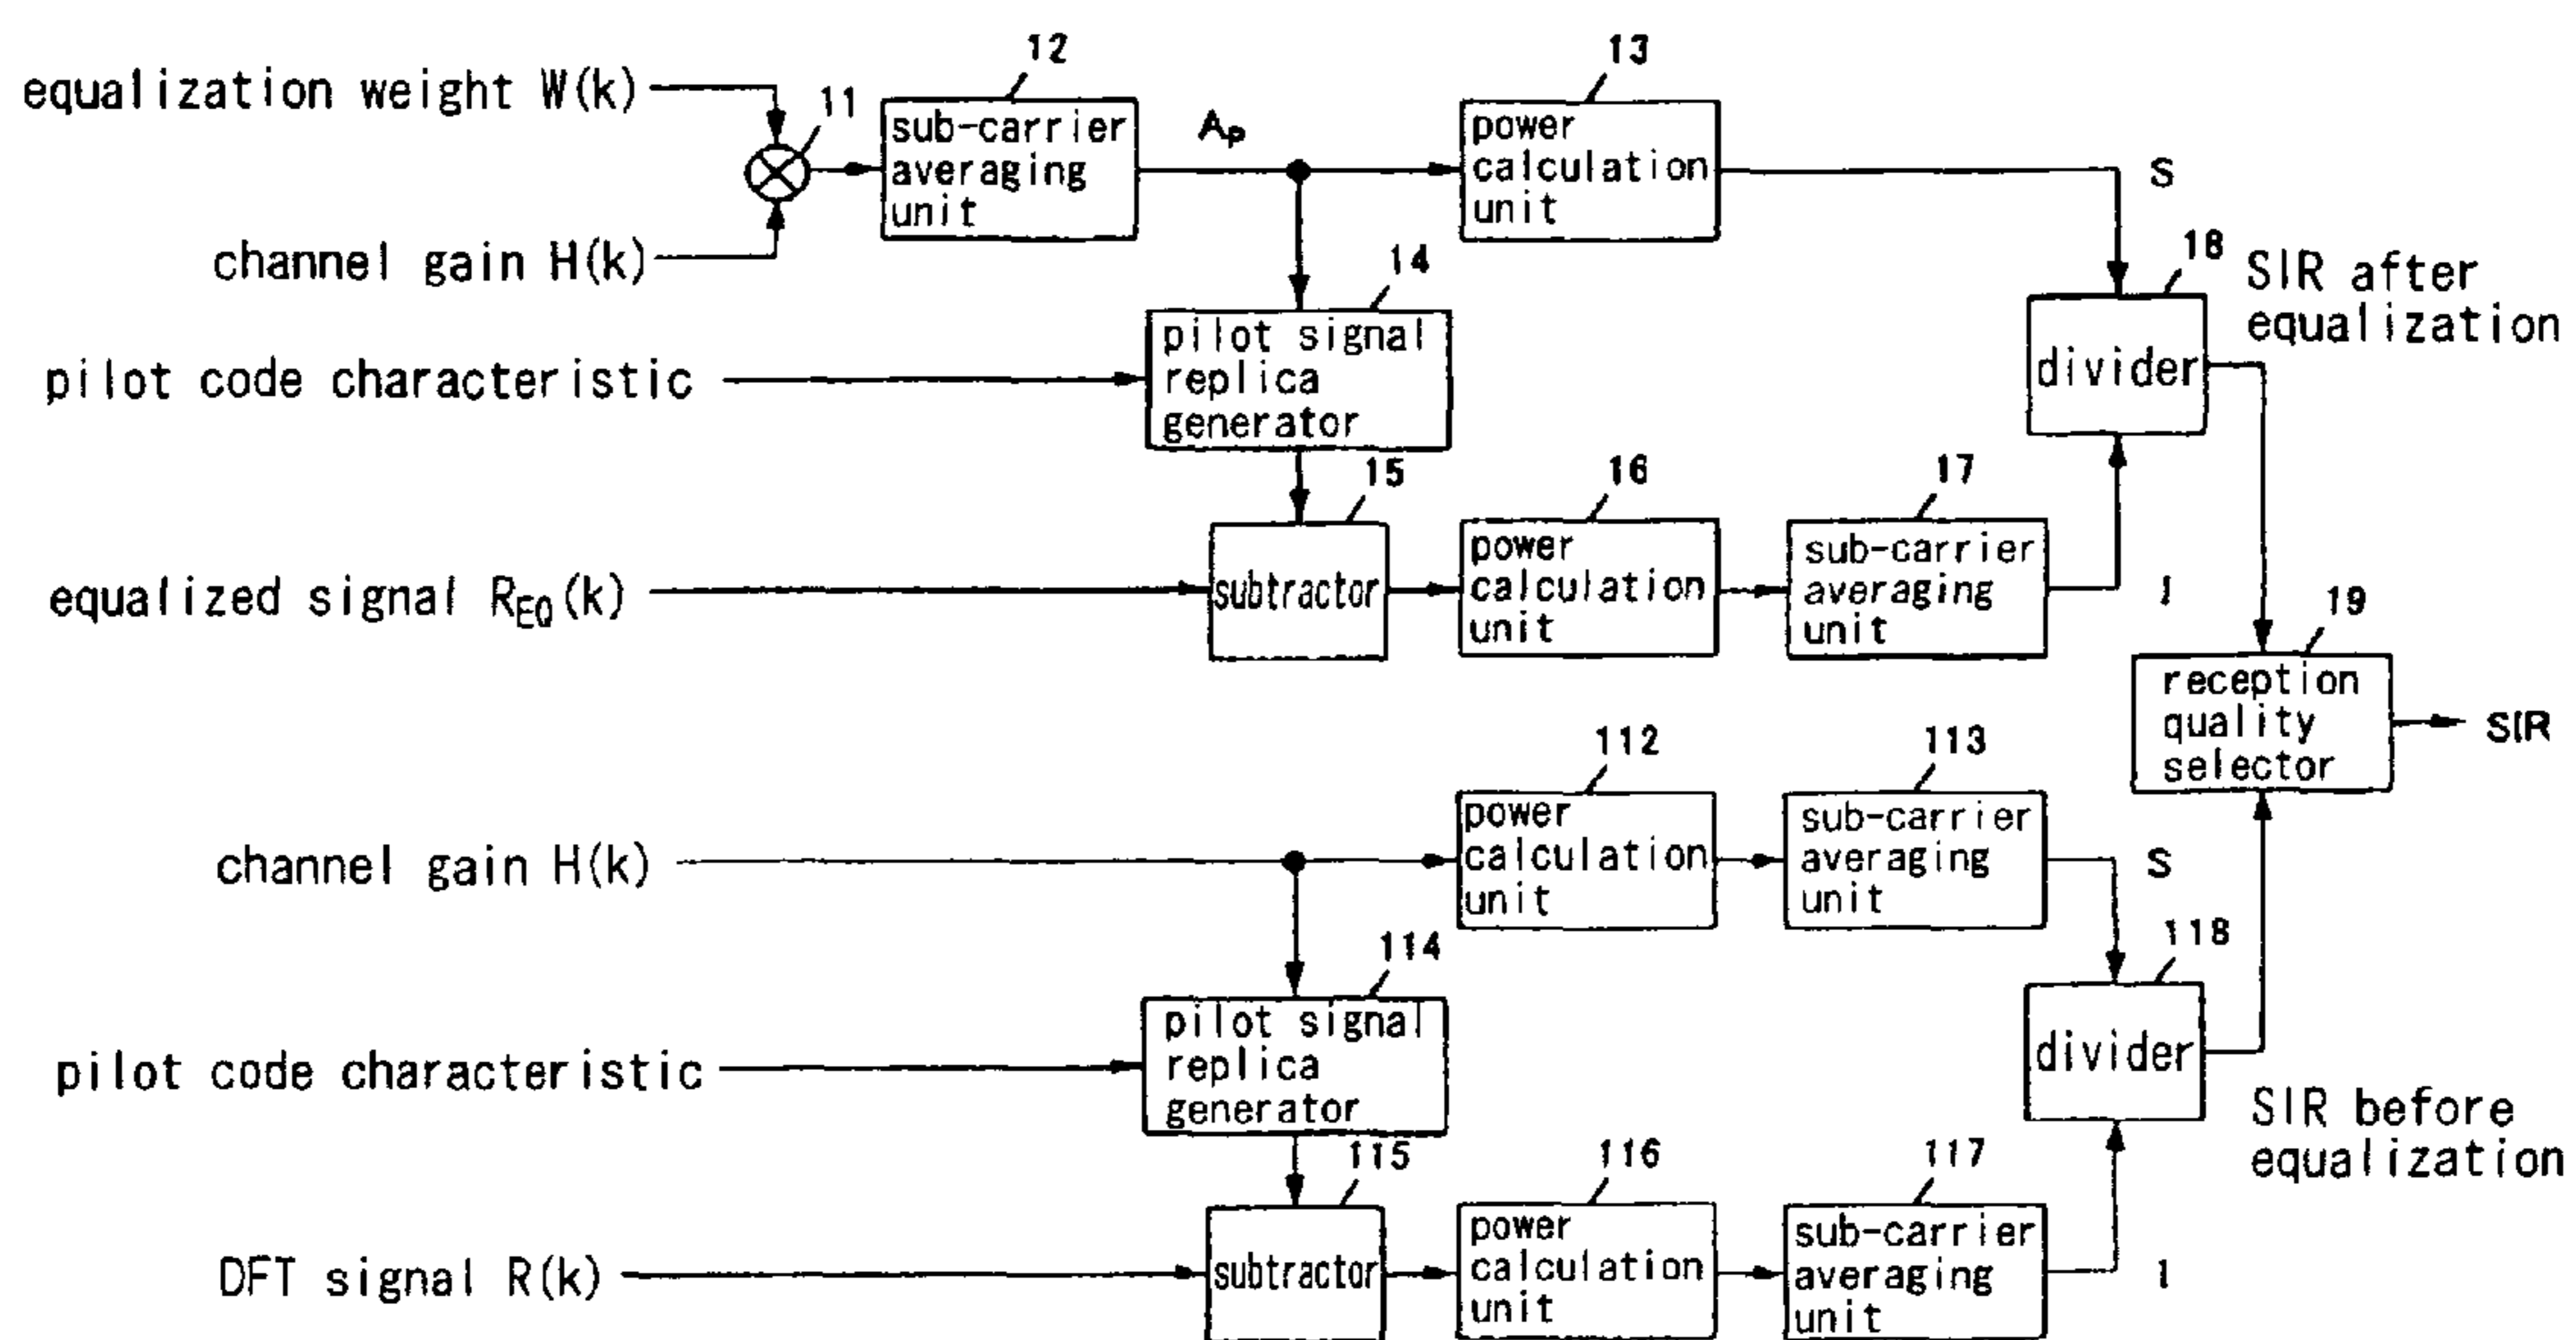 12
13
equalization weight W(k)
11
sub-carrier
averaging
unit
Ap
power
calculation
unit
S
channel gain H(k)
14
18
SIR after
equalization
pilot code characteristic
pilot signal
replica
generator
divider
15
16
17
equalized signal REQ(k)
subtractor
power
calculation
unit
sub-carrier
averaging
unit
I
19
reception
quality
selector
SIR
112
113
channel gain H(k)
power
calculation
unit
sub-carrier
averaging
unit
S
114
118
pilot code characteristic
pilot signal
replica
generator
divider
SIR before
equalization
115
116
117
DFT signal R(k)
subtractor
power
calculation
unit
sub-carrier
averaging
unit
I